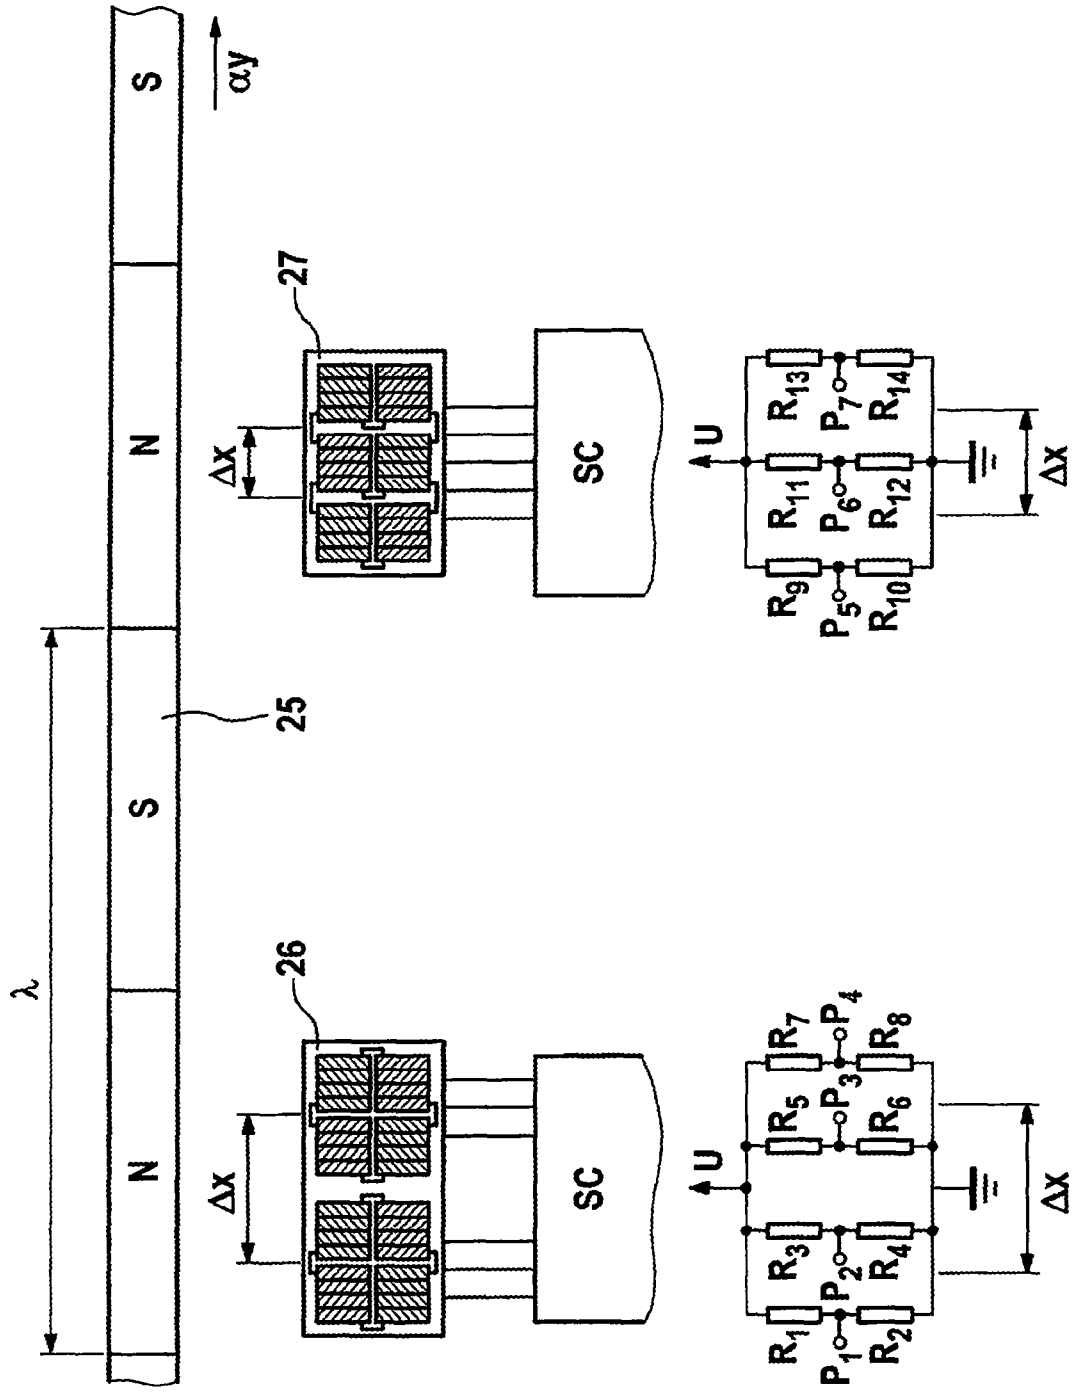 λ
N
S
N
S
αy
25
26
27
Δx
Δx
SC
SC
U
U
R1
R3
R5
R7
P1
P2
P3
P4
R2
R4
R6
R8
Δx
R9
R11
R13
P5
P6
P7
R10
R12
R14
Δx